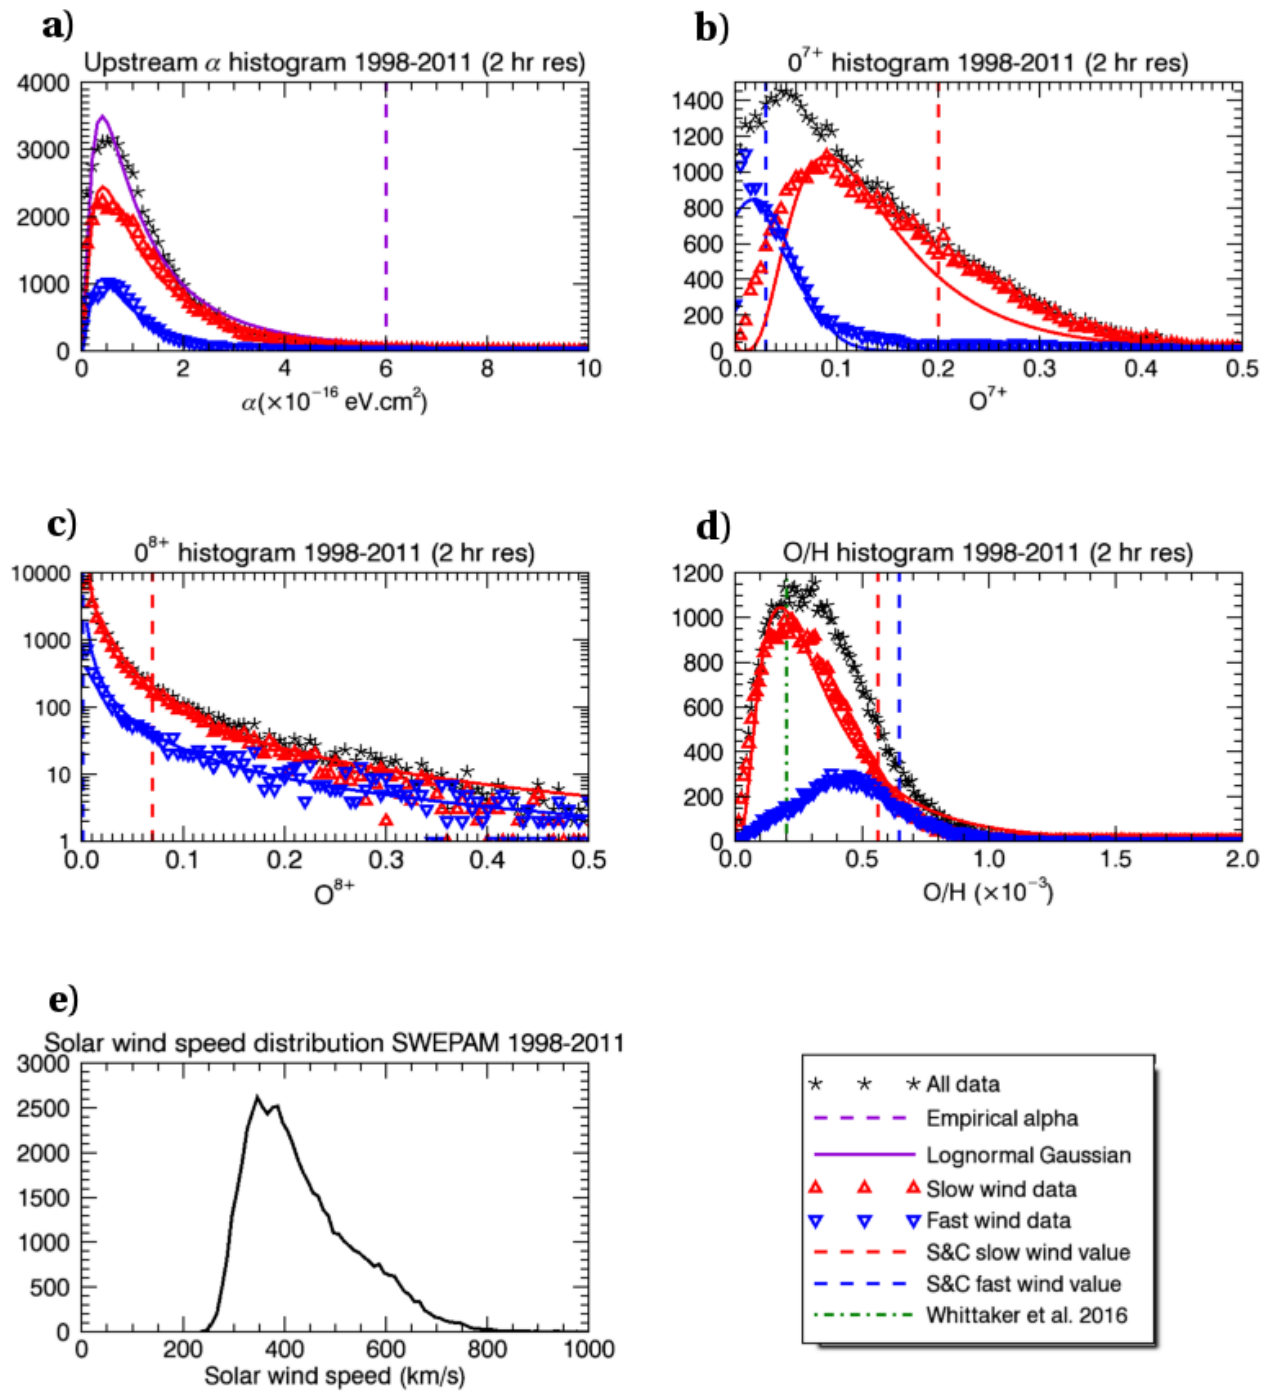 a)
Upstream α histogram 1998-2011 (2 hr res)
4000
3000
2000
1000
0
0 2 4 6 8 10
α(×10⁻¹⁶ eV.cm²)
b)
0⁷⁺ histogram 1998-2011 (2 hr res)
1400
1200
1000
800
600
400
200
0
0.0 0.1 0.2 0.3 0.4 0.5
O⁷⁺
c)
0⁸⁺ histogram 1998-2011 (2 hr res)
10000
1000
100
10
1
0.0 0.1 0.2 0.3 0.4 0.5
O⁸⁺
d)
O/H histogram 1998-2011 (2 hr res)
1200
1000
800
600
400
200
0
0.0 0.5 1.0 1.5 2.0
O/H (×10⁻³)
e)
Solar wind speed distribution SWEPAM 1998-2011
3000
2500
2000
1500
1000
500
0
0 200 400 600 800 1000
Solar wind speed (km/s)
All data
Empirical alpha
Lognormal Gaussian
Slow wind data
Fast wind data
S&C slow wind value
S&C fast wind value
Whittaker et al. 2016